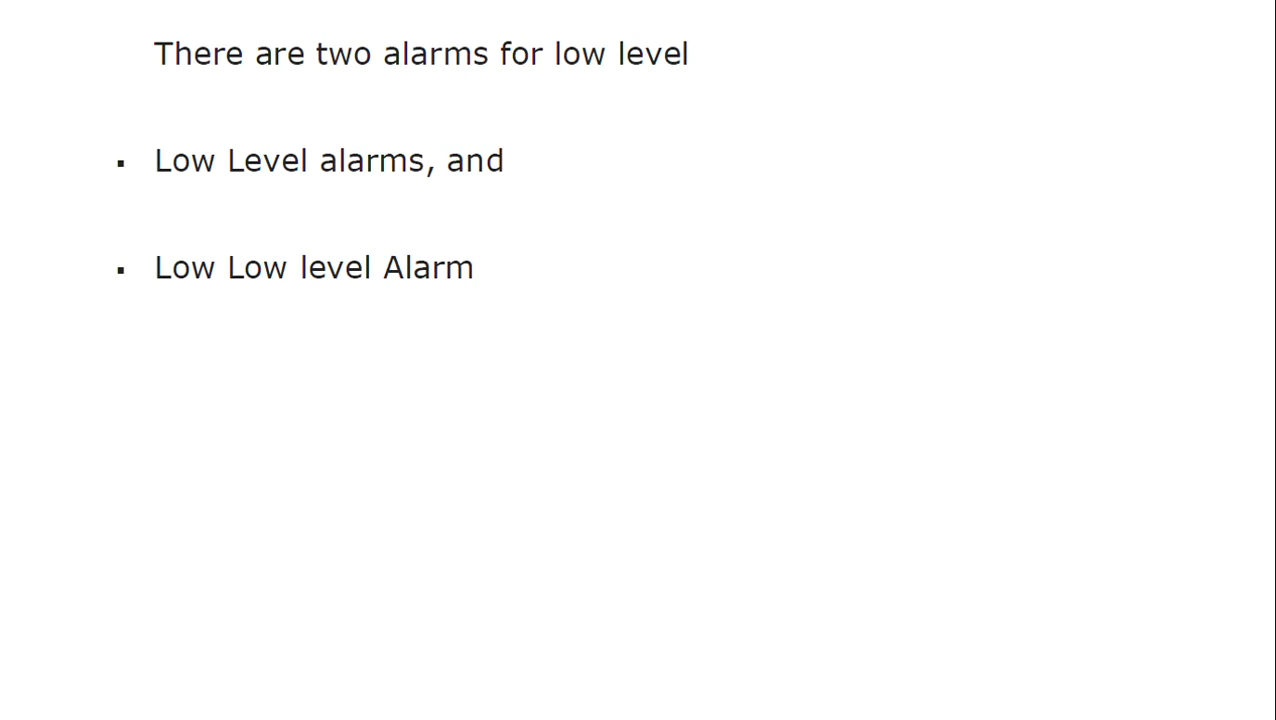 There are two alarms for low level
▪ Low Level alarms, and
▪ Low Low level Alarm